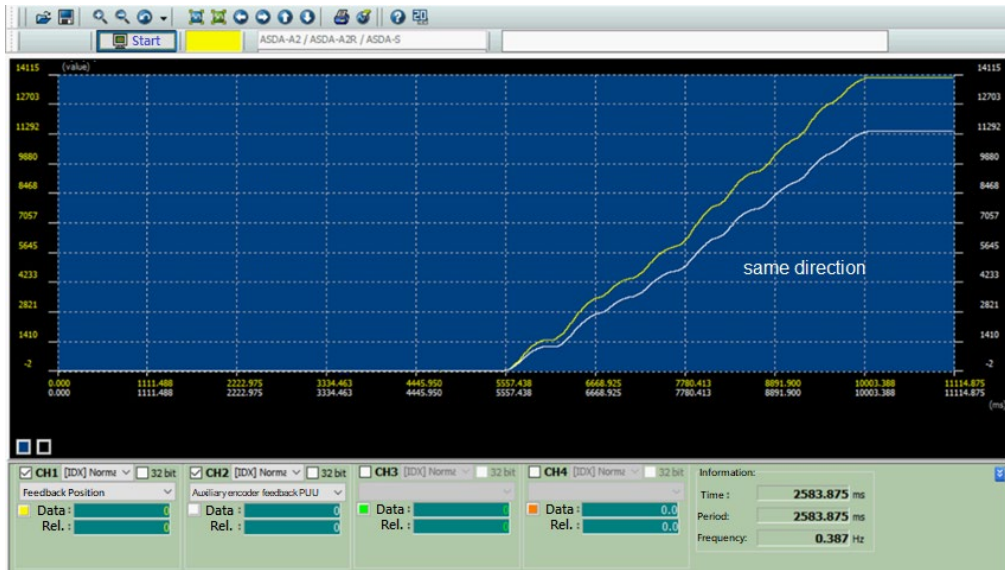 Start
ASDA-A2 / ASDA-A2R / ASDA-S
14115 (value) 14115
12703 12703
11292 11292
9880 9880
8468 8468
7057 7057
5645 5645
same direction
4233 4233
2821 2821
1410 1410
-2 -2
0.000 1111.488 2222.975 3334.463 4445.950 5557.438 6668.925 7780.413 8891.900 10003.388 11114.875
0.000 1111.488 2222.975 3334.463 4445.950 5557.438 6668.925 7780.413 8891.900 10003.388 11114.875
(ms)
CH1 [IDX] Norma 32 bit CH2 [IDX] Norma 32 bit CH3 [IDX] Norma 32 bit CH4 [IDX] Norma 32 bit Information:
Feedback Position Auxiliary encoder feedback PUU Time : 2583.875 ms
Data : 0 Data : 0 Data : 0 Data : 0.0 Period: 2583.875 ms
Rel. : 0 Rel. : 0 Rel. : 0 Rel. : 0.0 Frequency: 0.387 Hz